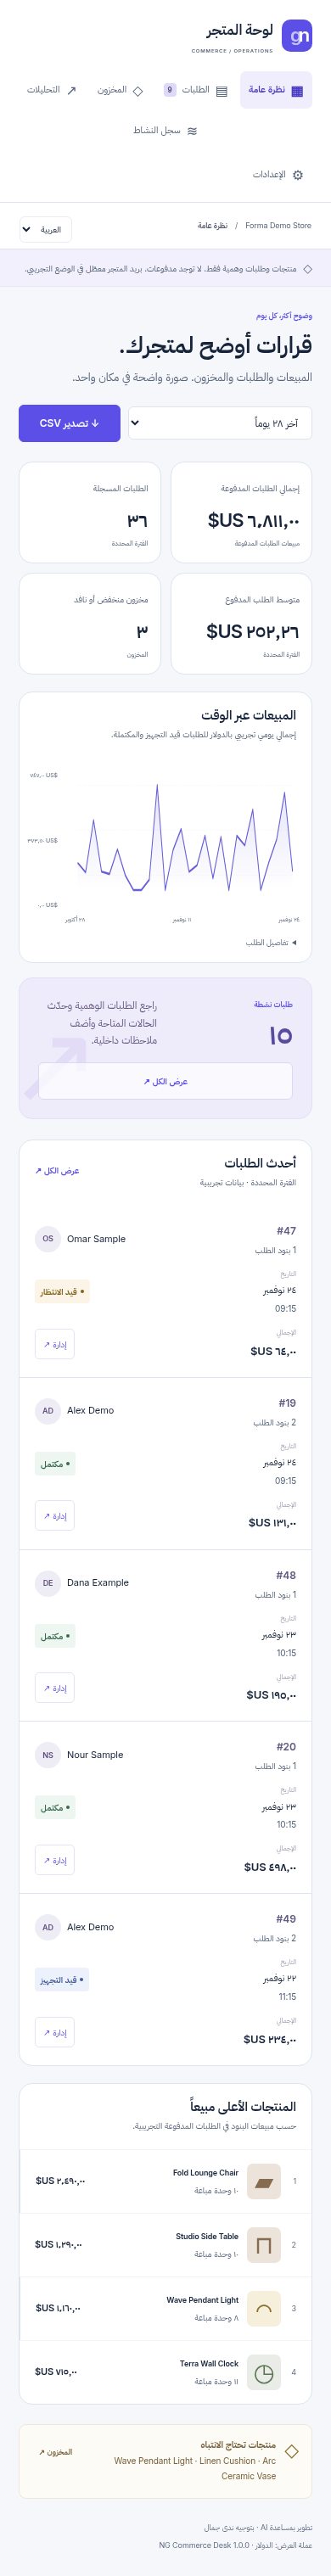 لوحة المتجر
COMMERCE / OPERATIONS
gn
نظرة عامة
الطلبات 9
المخزون
التحليلات
سجل النشاط
الإعدادات
Forma Demo Store / نظرة عامة
العربية
منتجات وطلبات وهمية فقط. لا توجد مدفوعات. بريد المتجر معطّل في الوضع التجريبي.
وضوح أكثر، كل يوم
قرارات أوضح لمتجرك.
المبيعات والطلبات والمخزون. صورة واضحة في مكان واحد.
آخر ٢٨ يوماً
↓ تصدير CSV
إجمالي الطلبات المدفوعة
٦,٨١١,٠٠ US$
مبيعات الطلبات المدفوعة
الطلبات المسجلة
٣٦
الفترة المحددة
متوسط الطلب المدفوع
٢٥٢,٢٦ US$
الفترة المحددة
مخزون منخفض أو نافد
٣
المخزون
المبيعات عبر الوقت
إجمالي يومي تجريبي بالدولار للطلبات قيد التجهيز والمكتملة.
٠,٠٠ US$
٢٨ أكتوبر
١١ نوفمبر
٢٤ نوفمبر
تفاصيل الطلب
طلبات نشطة
١٥
راجع الطلبات الوهمية وحدّث
الحالات المتاحة وأضف
ملاحظات داخلية.
عرض الكل ↗
أحدث الطلبات
عرض الكل ↗
الفترة المحددة · بيانات تجريبية
#47
1 بنود الطلب
OS Omar Sample
التاريخ
٢٤ نوفمبر
09:15
قيد الانتظار
الإجمالي
٦٤,٠٠ US$
إدارة ↗
#19
2 بنود الطلب
AD Alex Demo
التاريخ
٢٤ نوفمبر
09:15
مكتمل
الإجمالي
١٣١,٠٠ US$
إدارة ↗
#48
1 بنود الطلب
DE Dana Example
التاريخ
٢٣ نوفمبر
10:15
مكتمل
الإجمالي
١٩٥,٠٠ US$
إدارة ↗
#20
1 بنود الطلب
NS Nour Sample
التاريخ
٢٣ نوفمبر
10:15
مكتمل
الإجمالي
٤٩٨,٠٠ US$
إدارة ↗
#49
2 بنود الطلب
AD Alex Demo
التاريخ
٢٢ نوفمبر
11:15
قيد التجهيز
الإجمالي
٢٣٤,٠٠ US$
إدارة ↗
المنتجات الأعلى مبيعاً
حسب مبيعات البنود في الطلبات المدفوعة التجريبية.
1
Fold Lounge Chair
١٠ وحدة مباعة
٢,٤٩٠,٠٠ US$
2
Studio Side Table
١٠ وحدة مباعة
١,٢٩٠,٠٠ US$
3
Wave Pendant Light
٨ وحدة مباعة
١,١٦٠,٠٠ US$
4
Terra Wall Clock
١١ وحدة مباعة
٧١٥,٠٠ US$
منتجات تحتاج الانتباه
Wave Pendant Light · Linen Cushion · Arc
Ceramic Vase
المخزون ↗
تطوير بمساعدة AI · بتوجيه ندى جمال
عملة العرض: الدولار · NG Commerce Desk 1.0.0